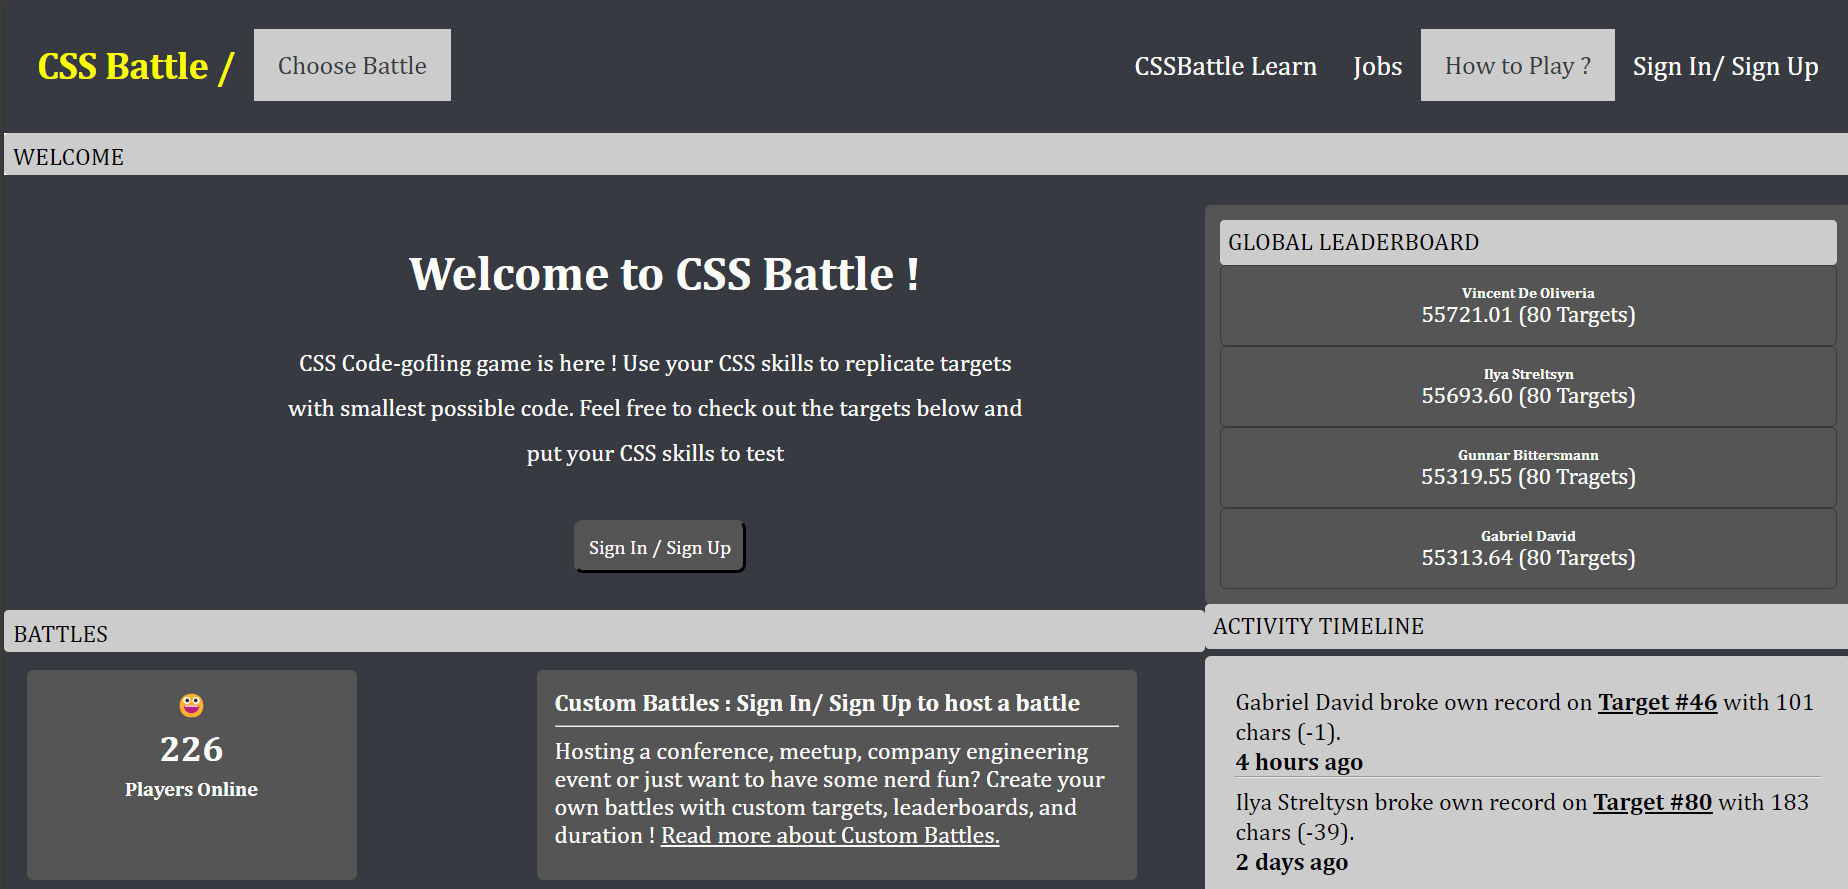 CSS Battle /
Choose Battle
CSSBattle Learn
Jobs
How to Play ?
Sign In/ Sign Up
WELCOME
Welcome to CSS Battle !
CSS Code-gofling game is here ! Use your CSS skills to replicate targets
with smallest possible code. Feel free to check out the targets below and
put your CSS skills to test
Sign In / Sign Up
GLOBAL LEADERBOARD
Vincent De Oliveria
55721.01 (80 Targets)
Ilya Streltsyn
55693.60 (80 Targets)
Gunnar Bittersmann
55319.55 (80 Tragets)
Gabriel David
55313.64 (80 Targets)
BATTLES
226
Players Online
Custom Battles : Sign In/ Sign Up to host a battle
Hosting a conference, meetup, company engineering
event or just want to have some nerd fun? Create your
own battles with custom targets, leaderboards, and
duration ! Read more about Custom Battles.
ACTIVITY TIMELINE
Gabriel David broke own record on Target #46 with 101
chars (-1).
4 hours ago
Ilya Streltysn broke own record on Target #80 with 183
chars (-39).
2 days ago